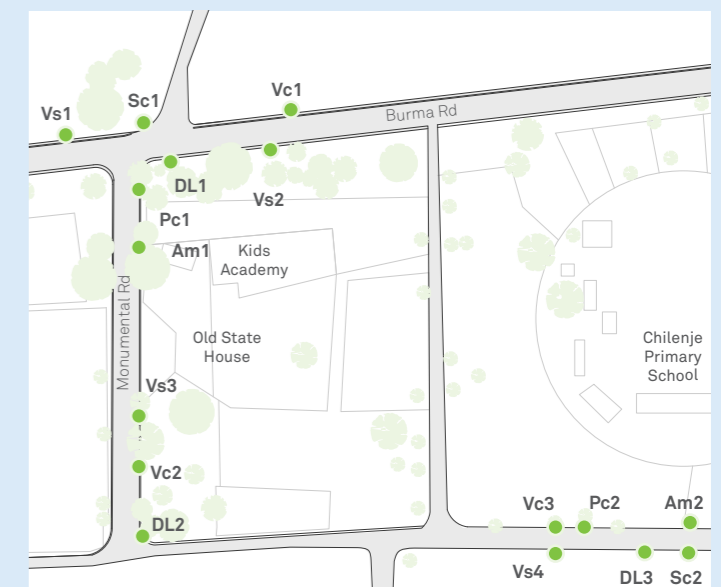 Vs1
Sc1
Vc1
Burma Rd
DL1
Vs2
Pc1
Am1
Kids
Academy
Monumental Rd
Old State
House
Chilenje
Primary
School
Vs3
Vc2
DL2
Vc3
Pc2
Am2
Vs4
DL3
Sc2